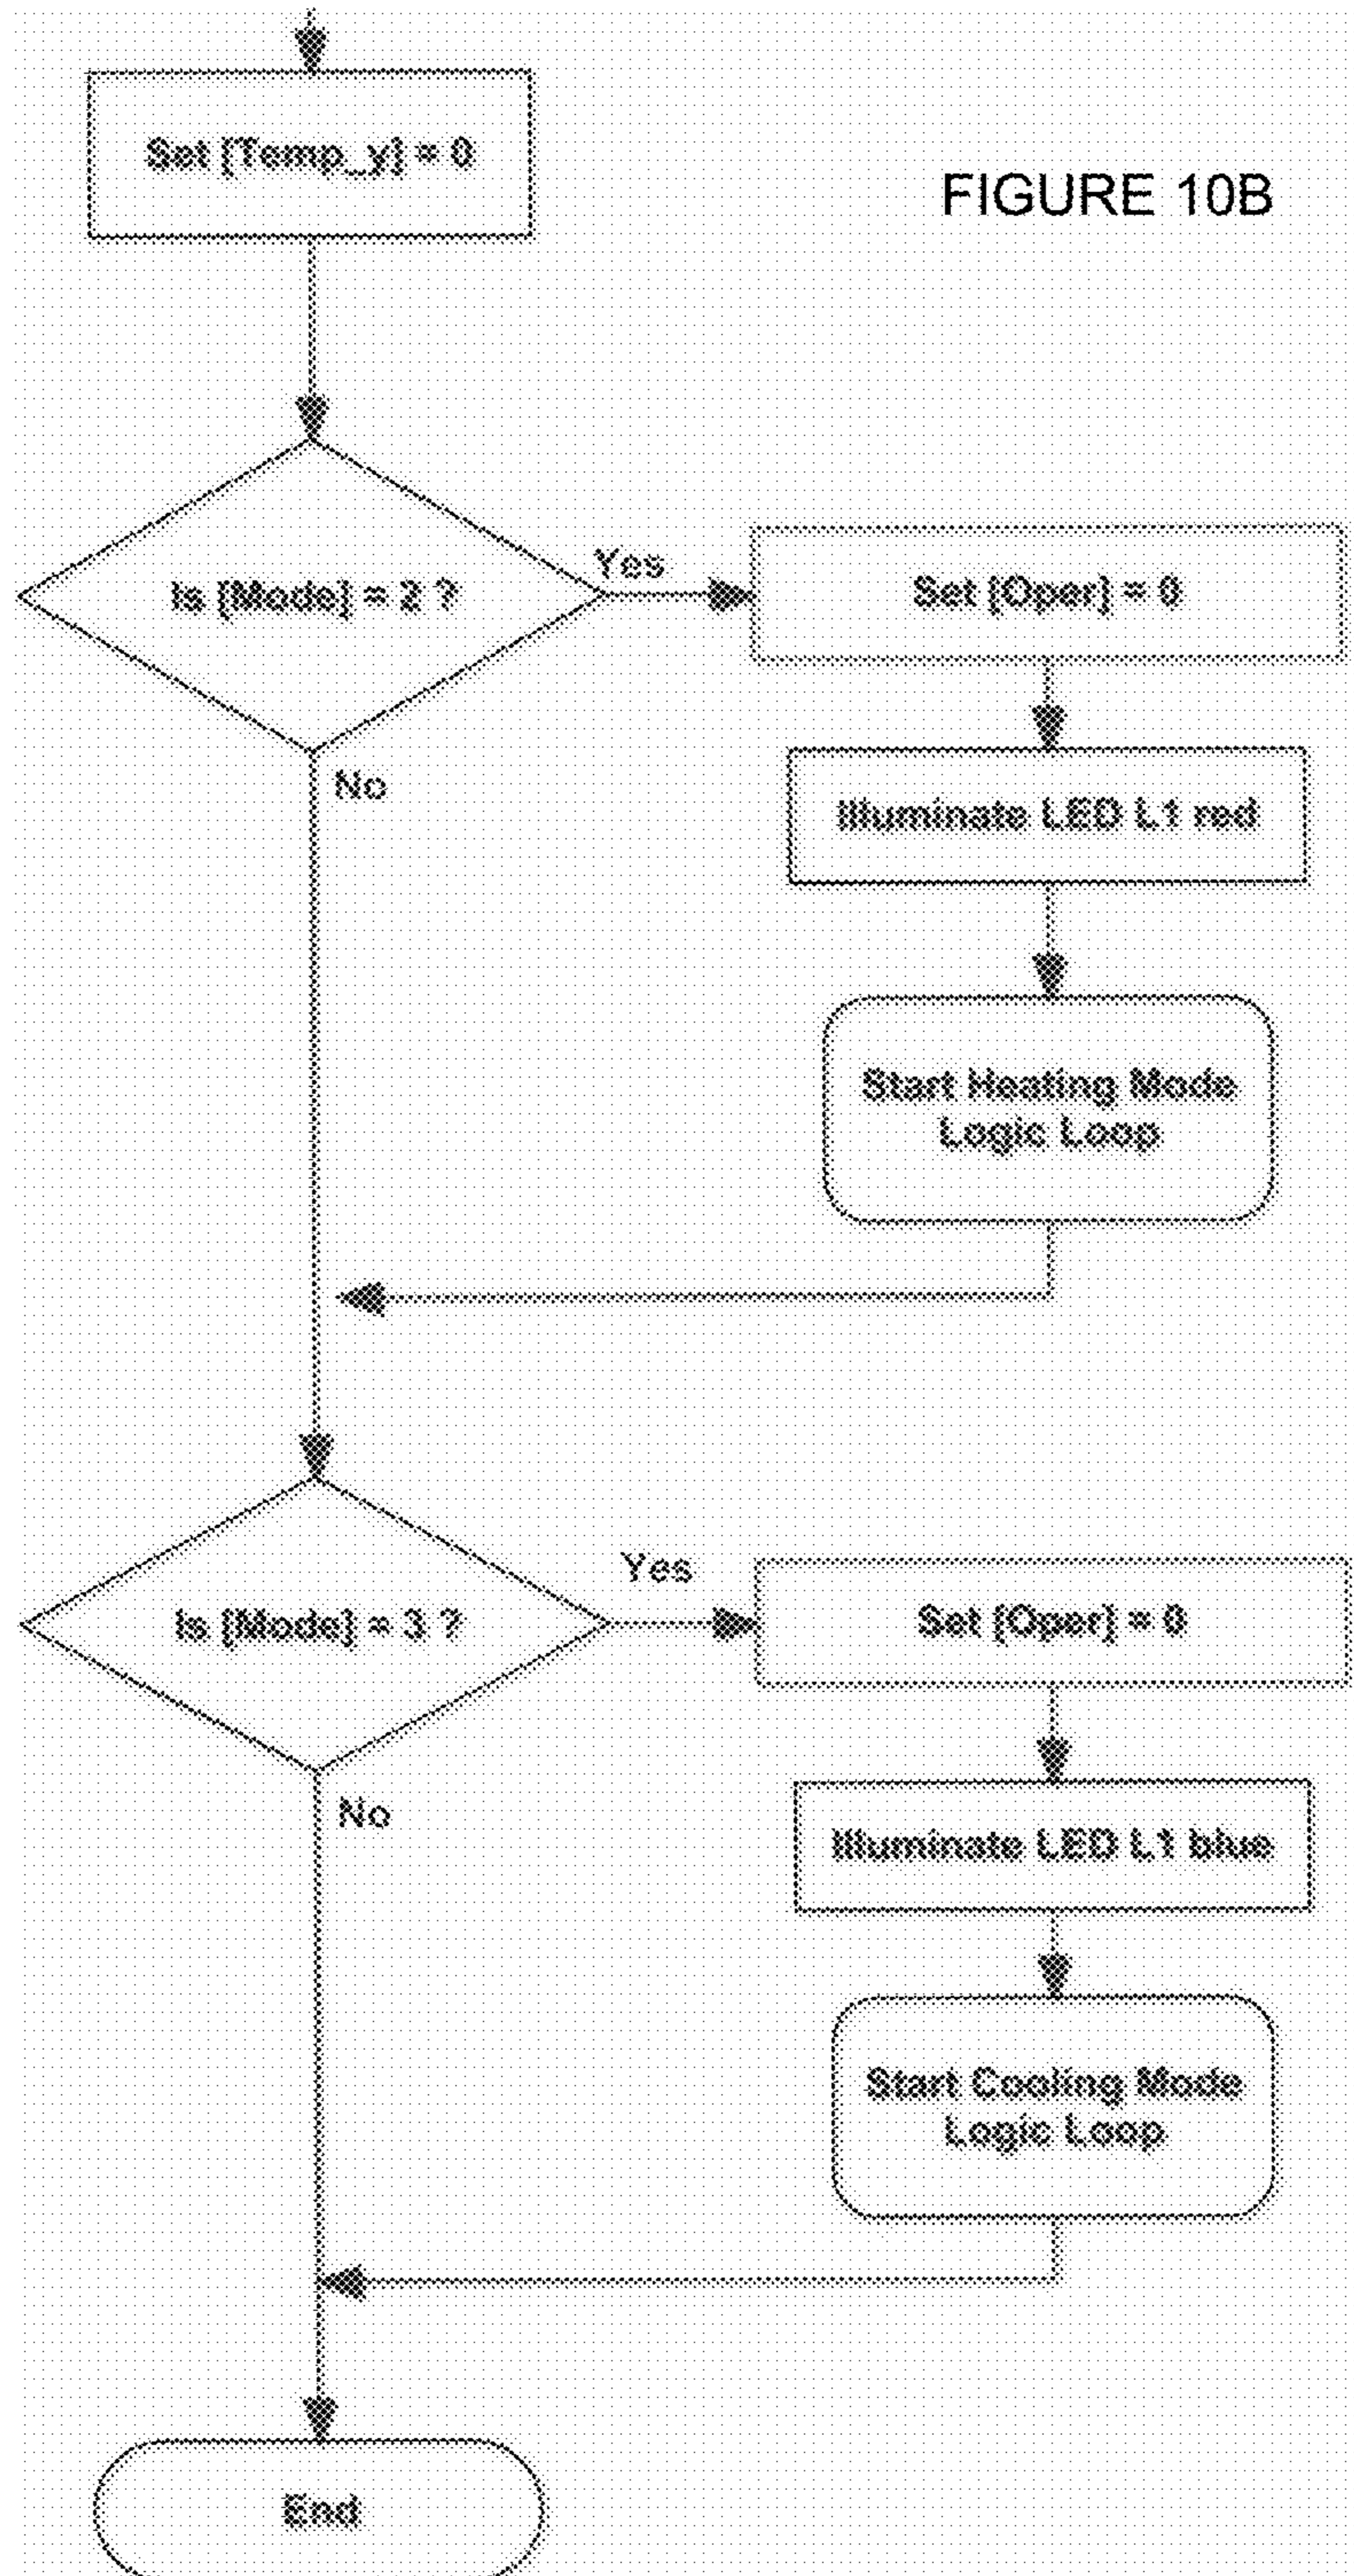 Set [Temp_y] = 0
FIGURE 10B
Is [Mode] = 2 ?
Yes
Set [Oper] = 0
No
Illuminate LED L1 red
Start Heating Mode
Logic Loop
Is [Mode] = 3 ?
Yes
Set [Oper] = 0
No
Illuminate LED L1 blue
Start Cooling Mode
Logic Loop
End